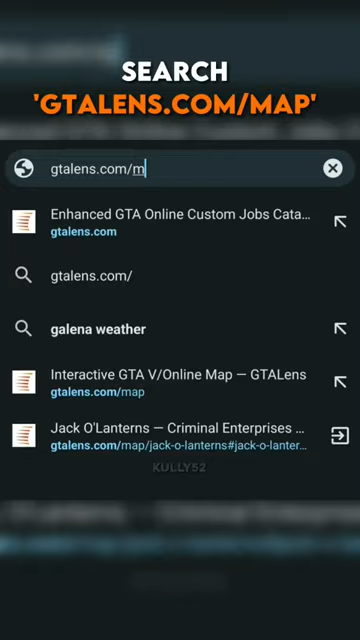 SEARCH
'GTALENS.COM/MAP'
gtalens.com/m
Enhanced GTA Online Custom Jobs Cata...
gtalens.com
gtalens.com/
galena weather
Interactive GTA V/Online Map — GTALens
gtalens.com/map
Jack O'Lanterns — Criminal Enterprises ...
gtalens.com/map/jack-o-lanterns#jack-o-lanter...
KULLY52